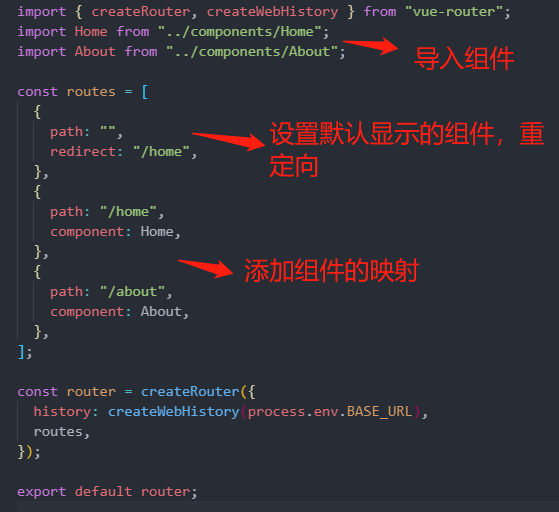 import { createRouter, createWebHistory } from "vue-router";
import Home from "../components/Home";
import About from "../components/About";
导入组件
const routes = [
{
path: "",
redirect: "/home",
},
设置默认显示的组件，重
定向
{
path: "/home",
component: Home,
},
{
path: "/about",
component: About,
},
];
添加组件的映射
const router = createRouter({
history: createWebHistory(process.env.BASE_URL),
routes,
});
export default router;